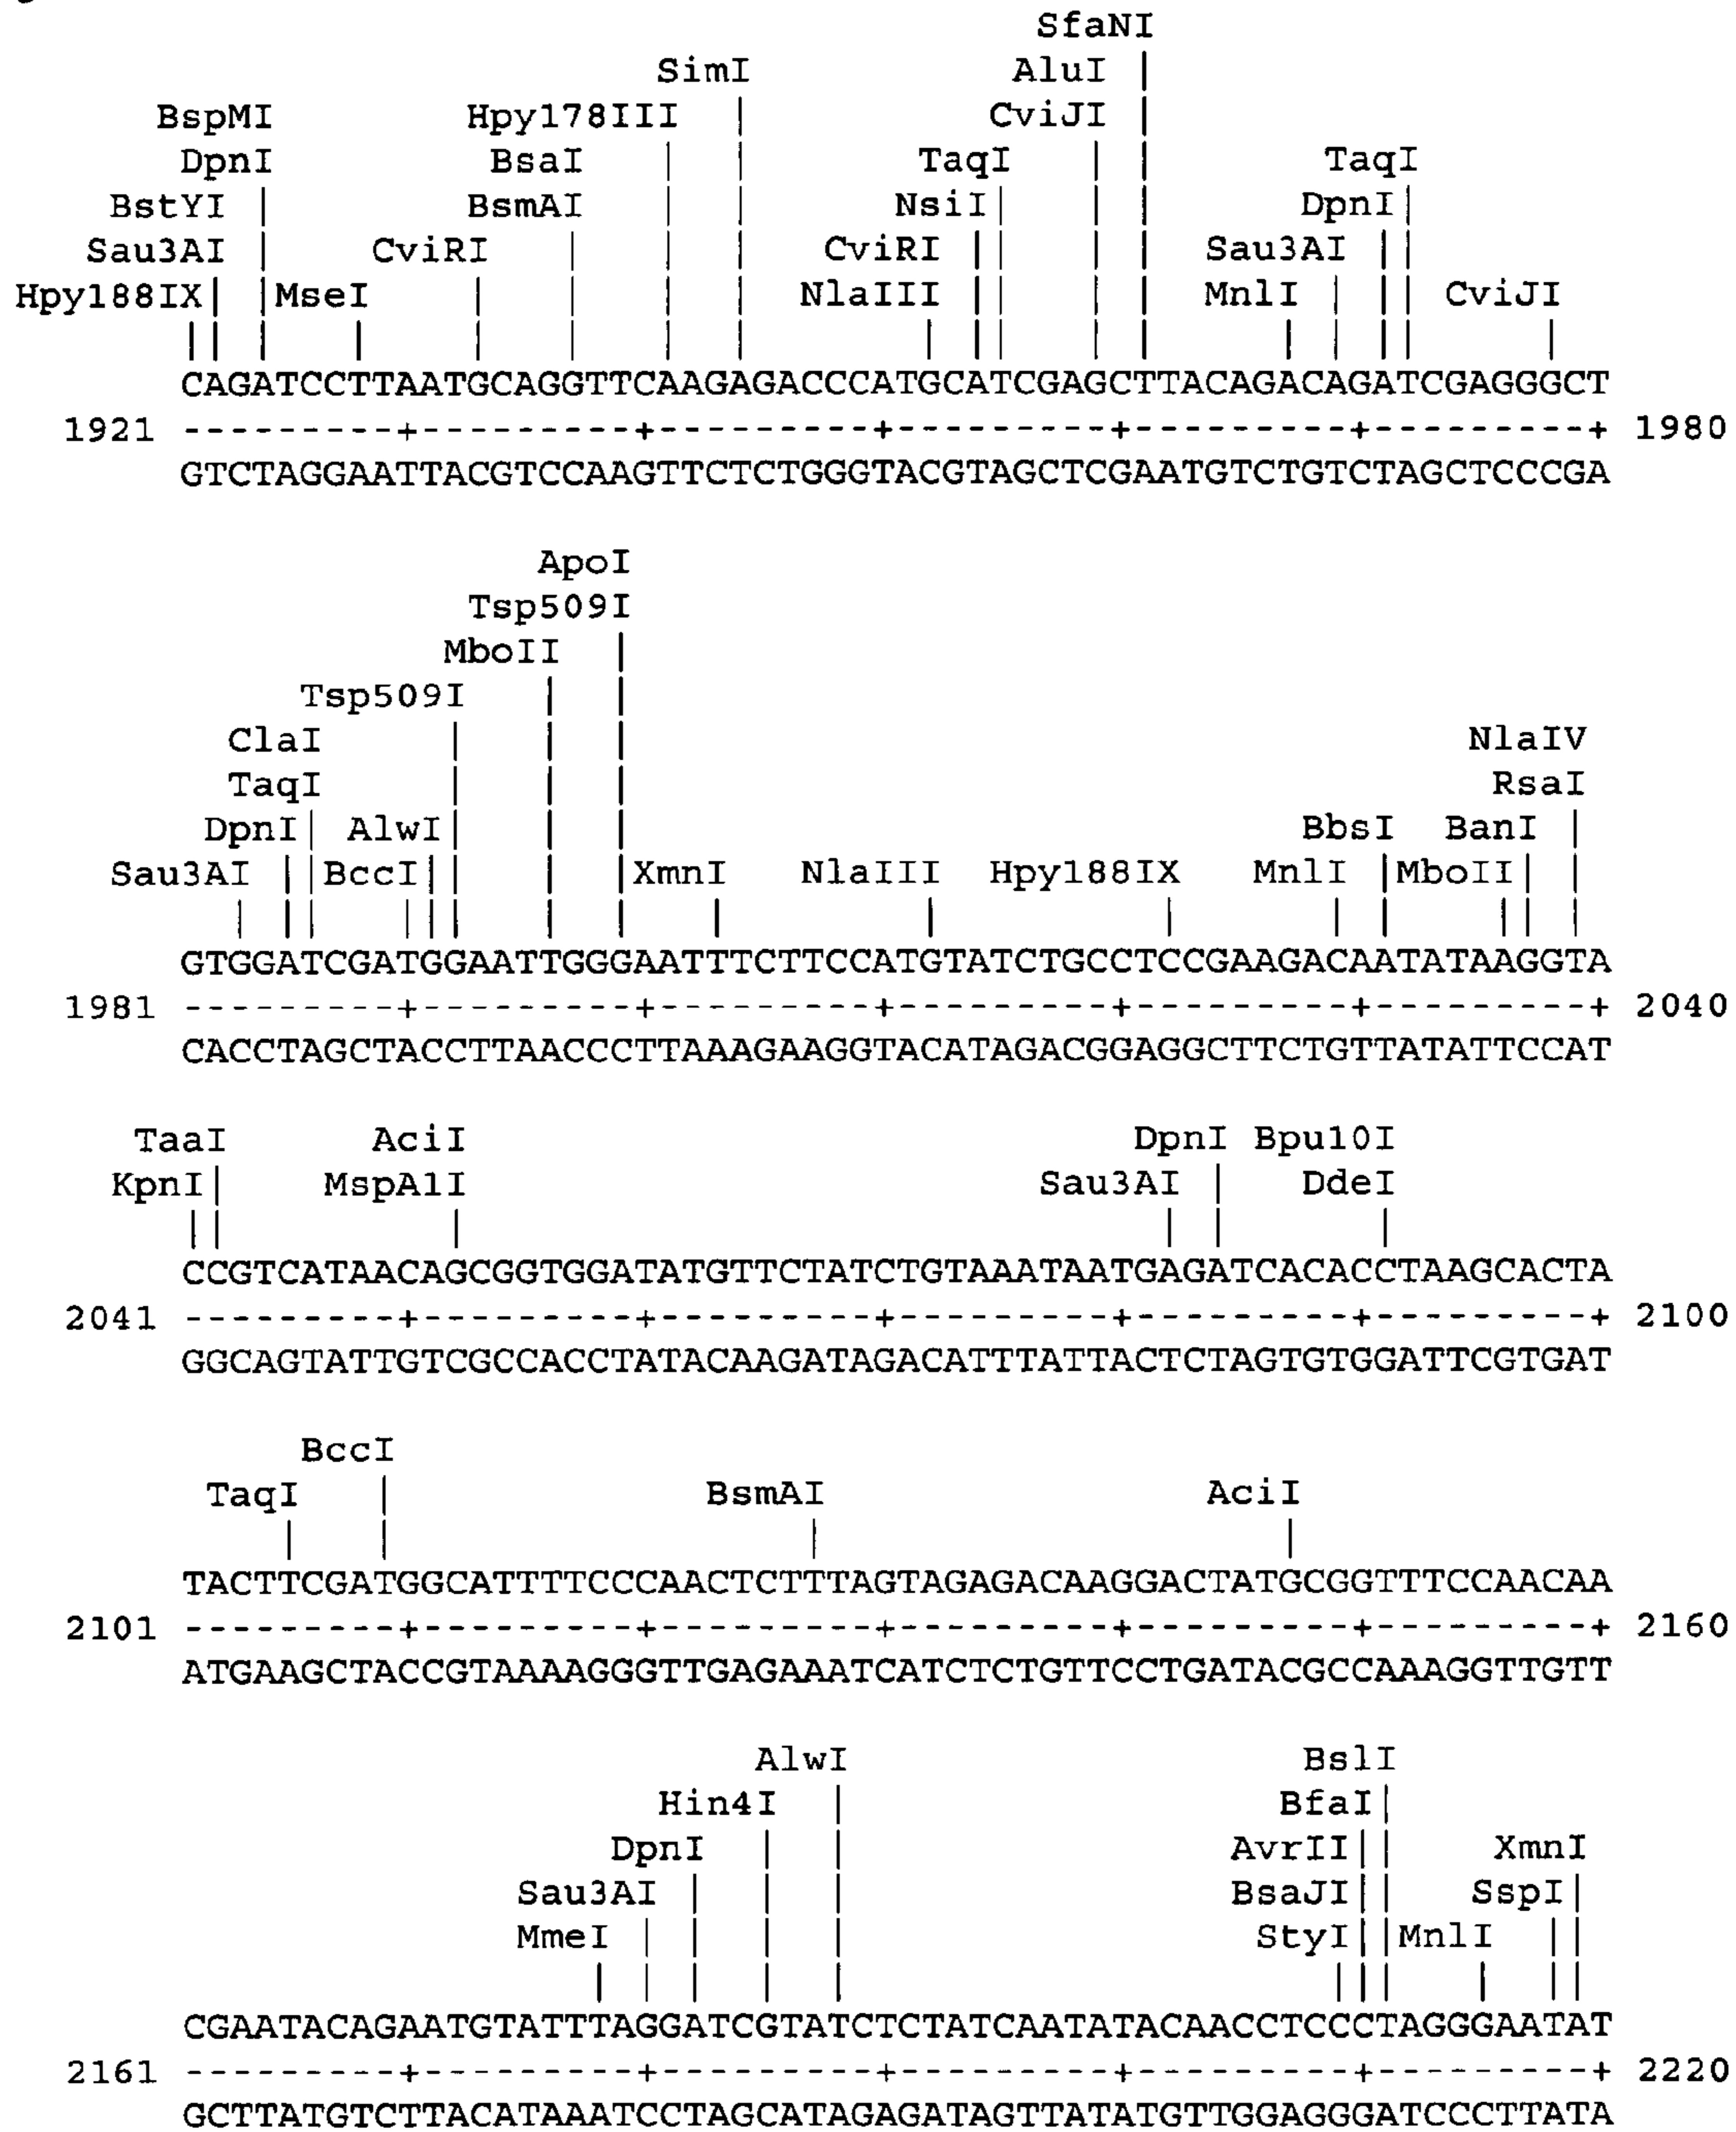 SfaNI
SimI AluI
BspMI Hpy178III CviJI
DpnI BsaI TaqI TaqI
BstYI BsmAI NsiI DpnI
Sau3AI CviRI CviRI Sau3AI
Hpy188IX MseI NlaIII MnlI CviJI
CAGATCCTTAATGCAGGTTCAAGAGACCCATGCATCGAGCTTACAGACAGATCGAGGGCT
1921 ---------+---------+---------+---------+---------+---------+ 1980
GTCTAGGAATTACGTCCAAGTTCTCTGGGTACGTAGCTCGAATGTCTGTCTAGCTCCCGA
ApoI
Tsp509I
MboII
Tsp509I
ClaI NlaIV
TaqI RsaI
DpnI AlwI BbsI BanI
Sau3AI BccI XmnI NlaIII Hpy188IX MnlI MboII
GTGGATCGATGGAATTGGGAATTTCTTCCATGTATCTGCCTCCGAAGACAATATAAGGTA
1981 ---------+---------+---------+---------+---------+---------+ 2040
CACCTAGCTACCTTAACCCTTAAAGAAGGTACATAGACGGAGGCTTCTGTTATATTCCAT
TaaI AciI DpnI Bpu10I
KpnI MspA1I Sau3AI DdeI
CCGTCATAACAGCGGTGGATATGTTCTATCTGTAAATAATGAGATCACACCTAAGCACTA
2041 ---------+---------+---------+---------+---------+---------+ 2100
GGCAGTATTGTCGCCACCTATACAAGATAGACATTTATTACTCTAGTGTGGATTCGTGAT
BccI
TaqI BsmAI AciI
TACTTCGATGGCATTTTCCCAACTCTTTAGTAGAGACAAGGACTATGCGGTTTCCAACAA
2101 ---------+---------+---------+---------+---------+---------+ 2160
ATGAAGCTACCGTAAAAGGGTTGAGAAATCATCTCTGTTCCTGATACGCCAAAGGTTGTT
AlwI BslI
Hin4I BfaI
DpnI AvrII XmnI
Sau3AI BsaJI SspI
MmeI StyI MnlI
CGAATACAGAATGTATTTAGGATCGTATCTCTATCAATATACAACCTCCCTAGGGAATAT
2161 ---------+---------+---------+---------+---------+---------+ 2220
GCTTATGTCTTACATAAATCCTAGCATAGAGATAGTTATATGTTGGAGGGATCCCTTATA